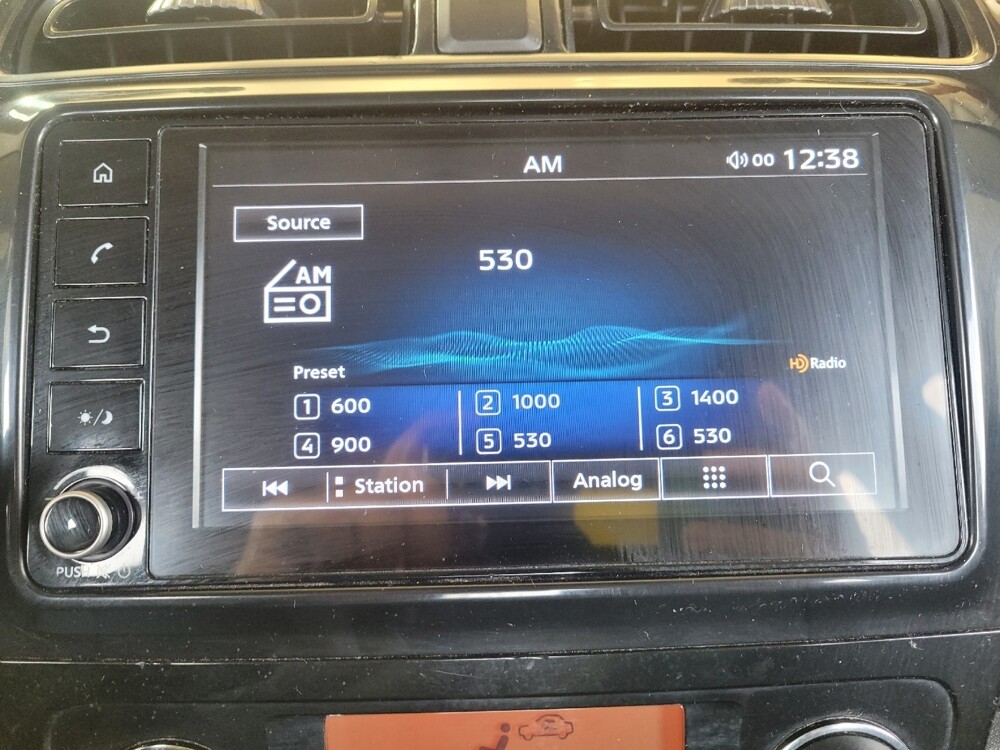 AM
00 12:38
Source
AM
530
HD Radio
Preset
1 600 2 1000 3 1400
4 900 5 530 6 530
Station Analog
PUSH